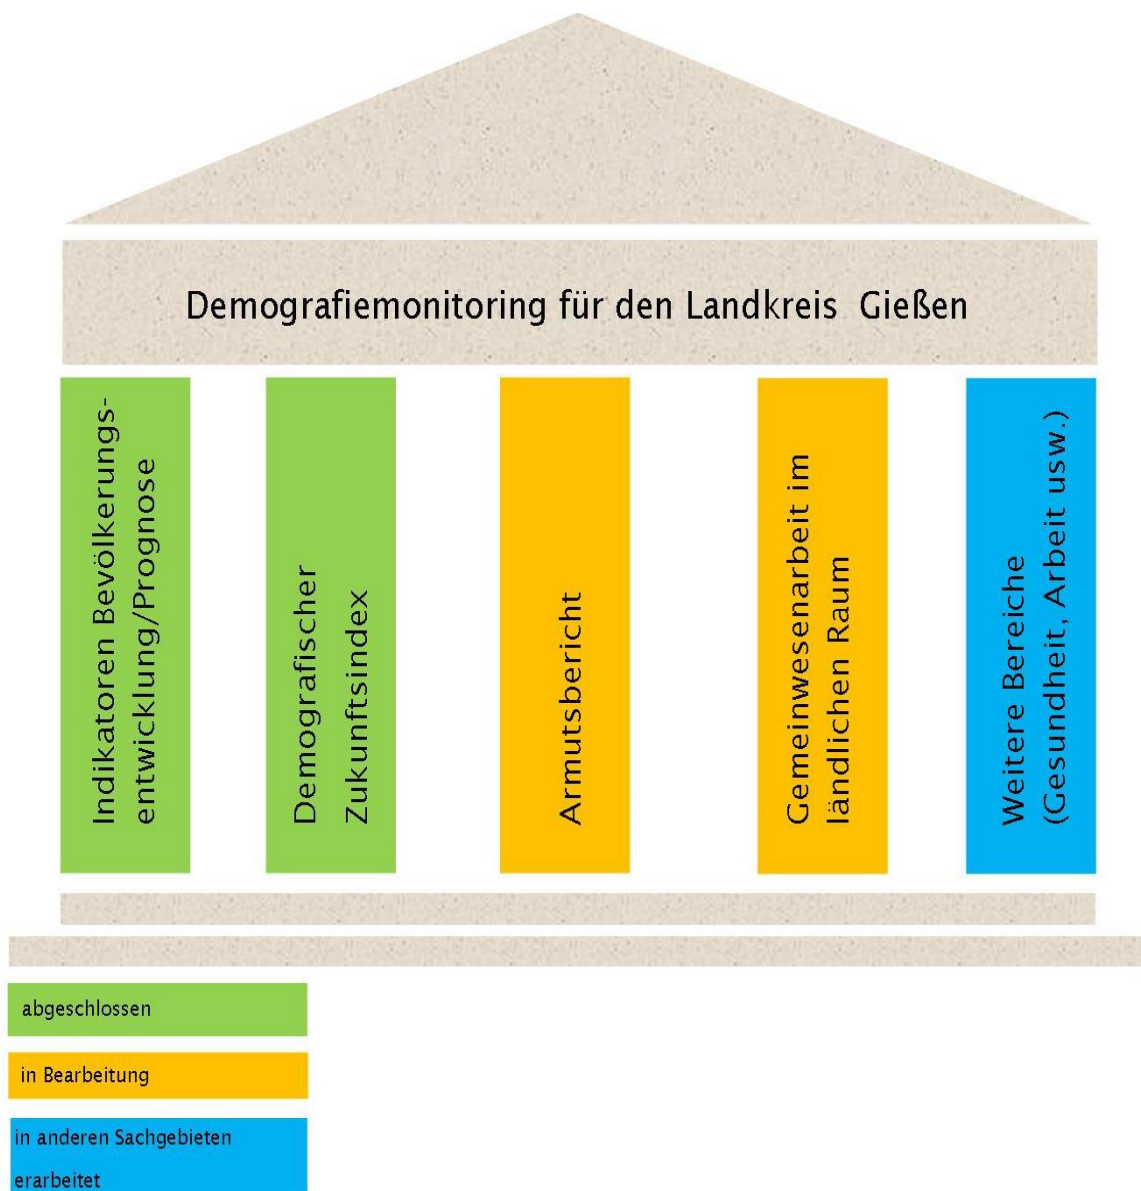 Demografiemonitoring für den Landkreis Gießen
Indikatoren Bevölkerungs-
entwicklung/Prognose
Demografischer
Zukunftsindex
Armutsbericht
Gemeinwesenarbeit im
ländlichen Raum
Weitere Bereiche
(Gesundheit, Arbeit usw.)
abgeschlossen
in Bearbeitung
in anderen Sachgebieten
erarbeitet